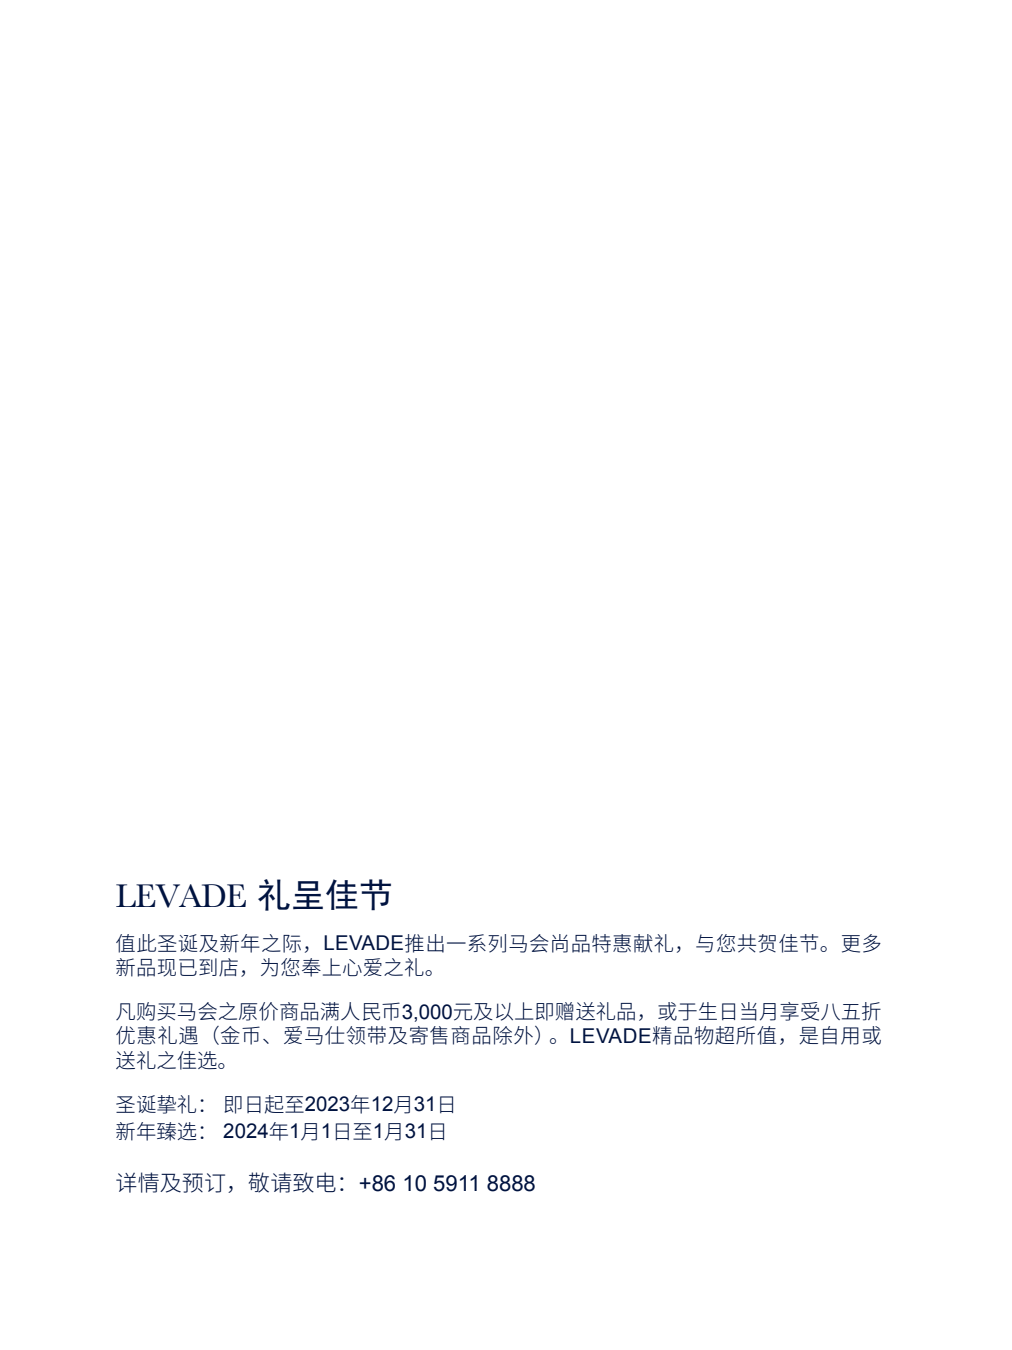 LEVADE 礼呈佳节
值此圣诞及新年之际，LEVADE推出一系列马会尚品特惠献礼，与您共贺佳节。更多
新品现已到店，为您奉上心爱之礼。
凡购买马会之原价商品满人民币3,000元及以上即赠送礼品，或于生日当月享受八五折
优惠礼遇（金币、爱马仕领带及寄售商品除外）。LEVADE精品物超所值，是自用或
送礼之佳选。
圣诞挚礼： 即日起至2023年12月31日
新年臻选： 2024年1月1日至1月31日
详情及预订，敬请致电：+86 10 5911 8888